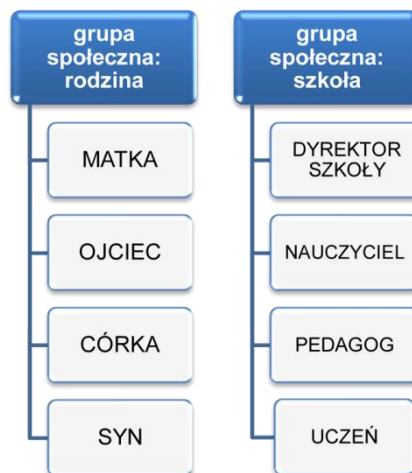 grupa
społeczna:
rodzina
MATKA
OJCIEC
CÓRKA
SYN
grupa
społeczna:
szkoła
DYREKTOR
SZKOŁY
NAUCZYCIEL
PEDAGOG
UCZEŃ